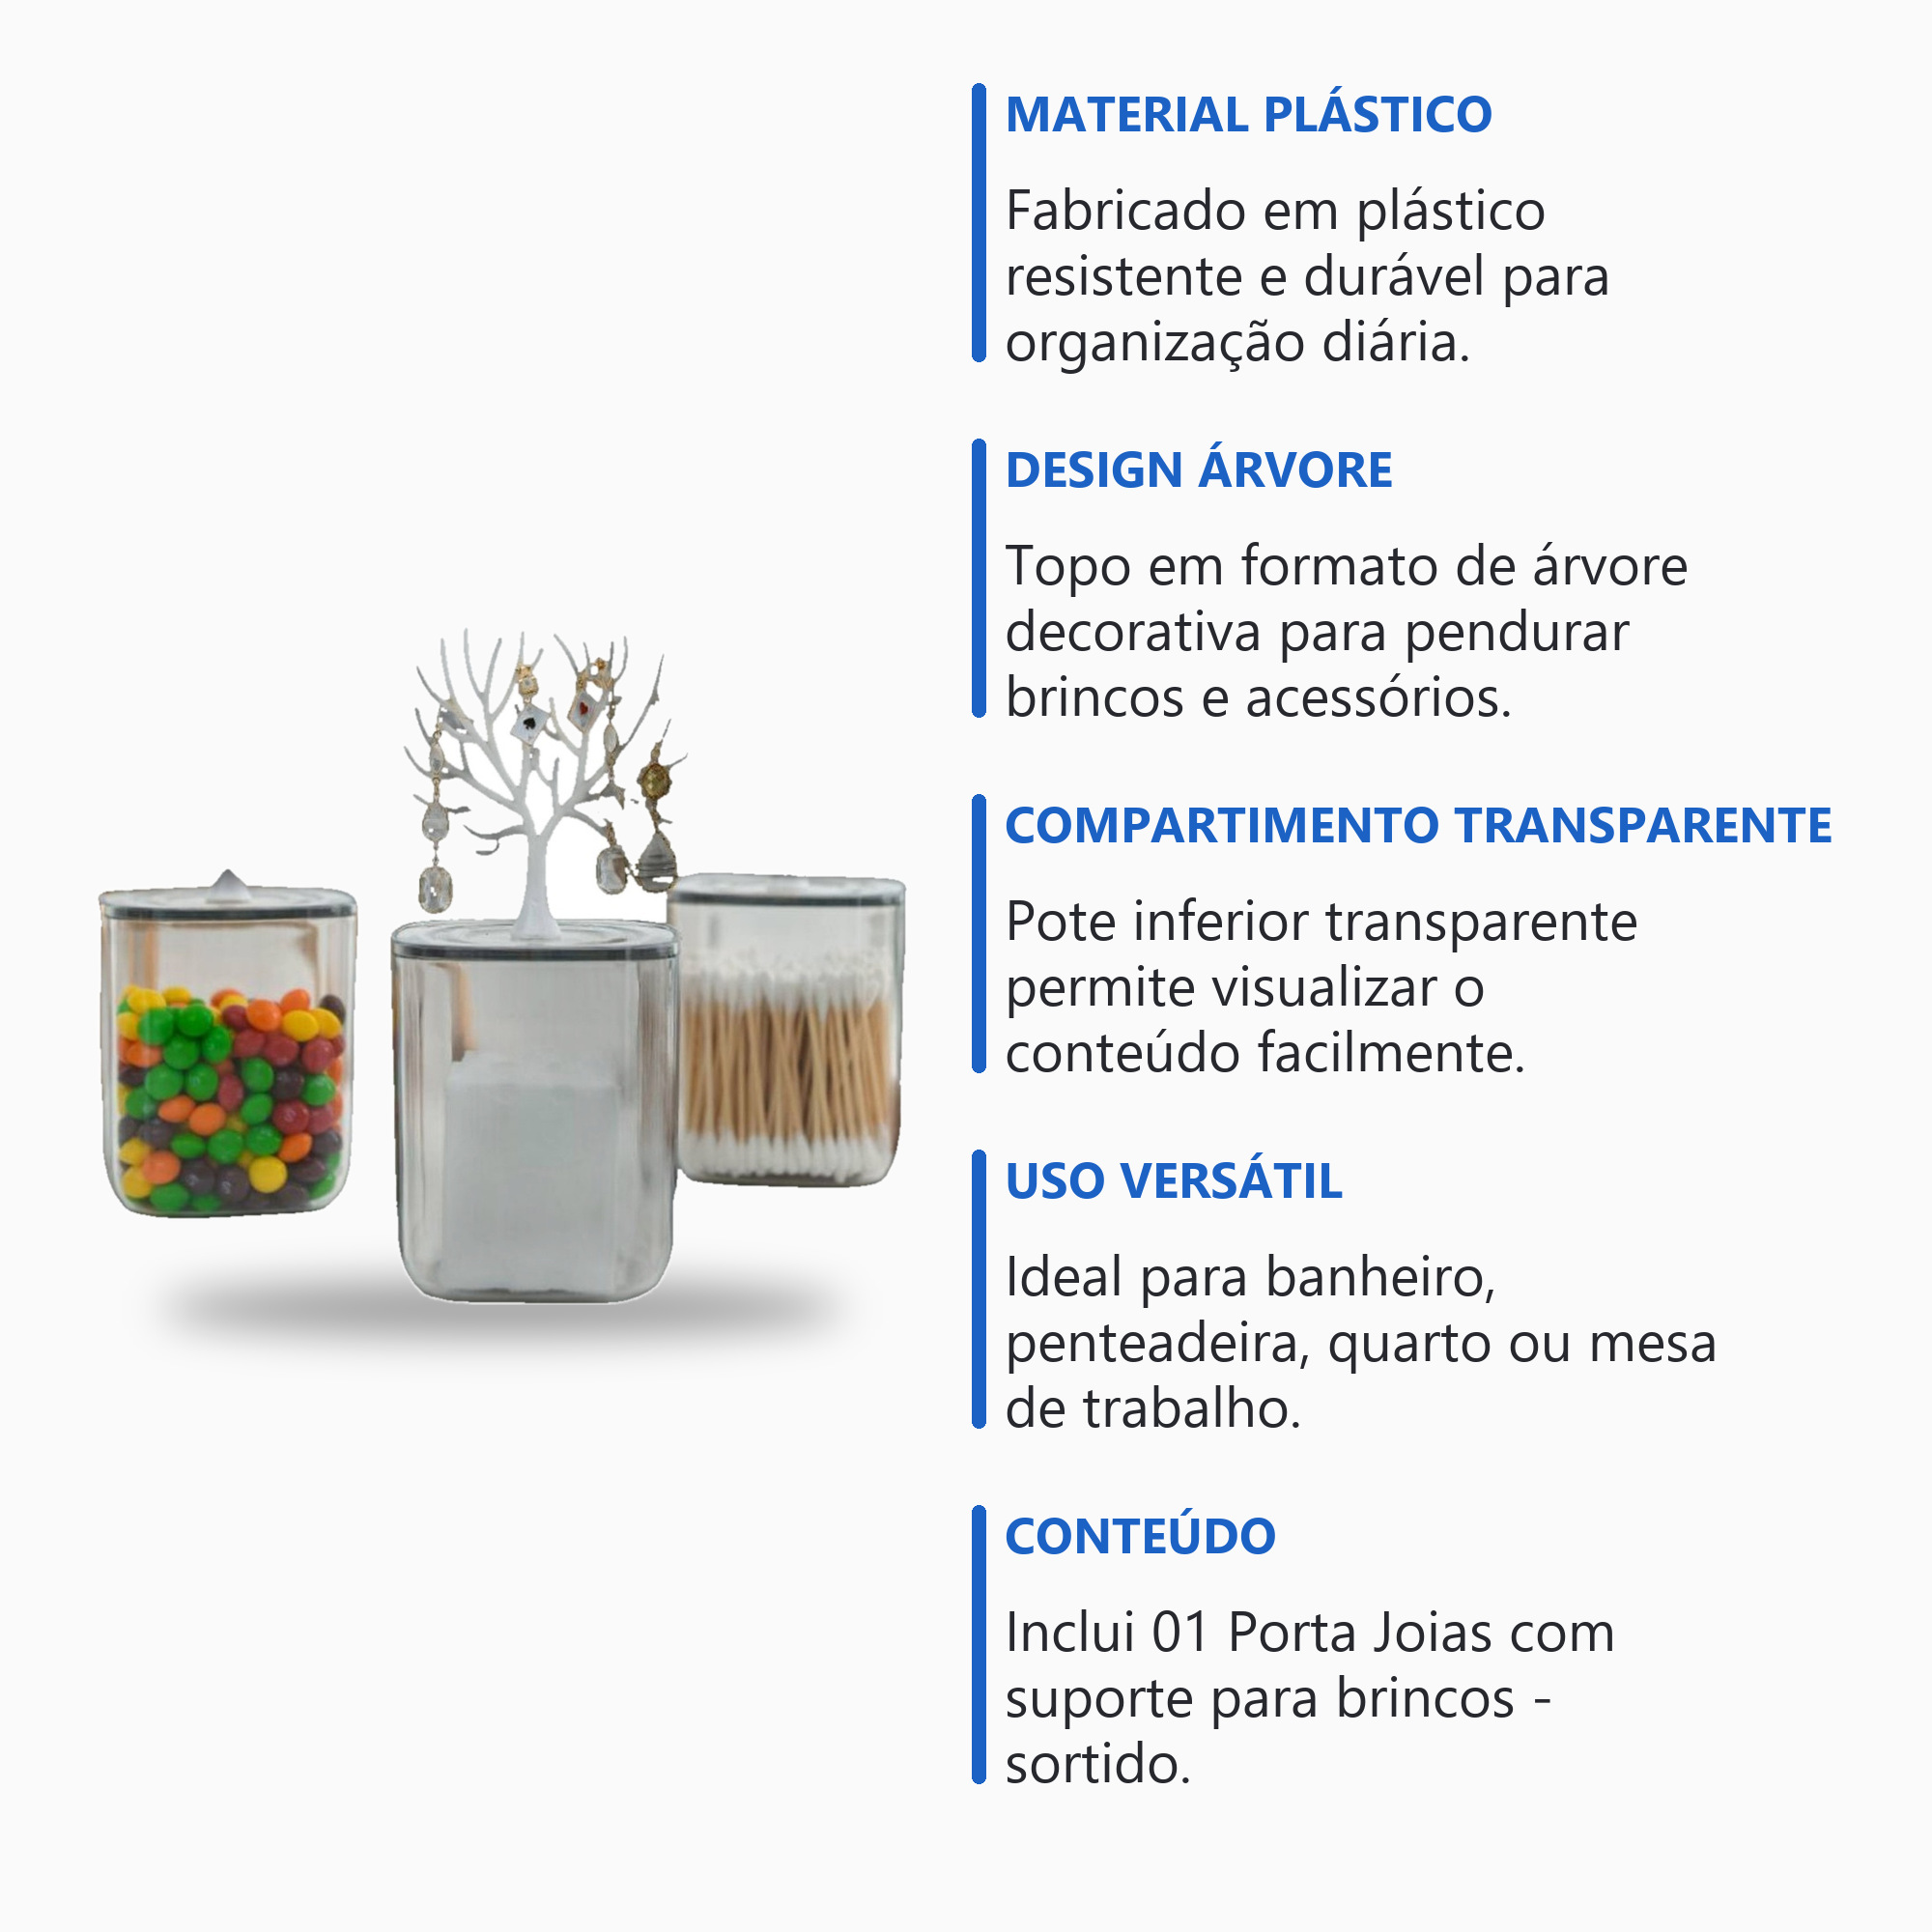 MATERIAL PLÁSTICO
Fabricado em plástico
resistente e durável para
organização diária.
DESIGN ÁRVORE
Topo em formato de árvore
decorativa para pendurar
brincos e acessórios.
COMPARTIMENTO TRANSPARENTE
Pote inferior transparente
permite visualizar o
conteúdo facilmente.
USO VERSÁTIL
Ideal para banheiro,
penteadeira, quarto ou mesa
de trabalho.
CONTEÚDO
Inclui 01 Porta Joias com
suporte para brincos -
sortido.